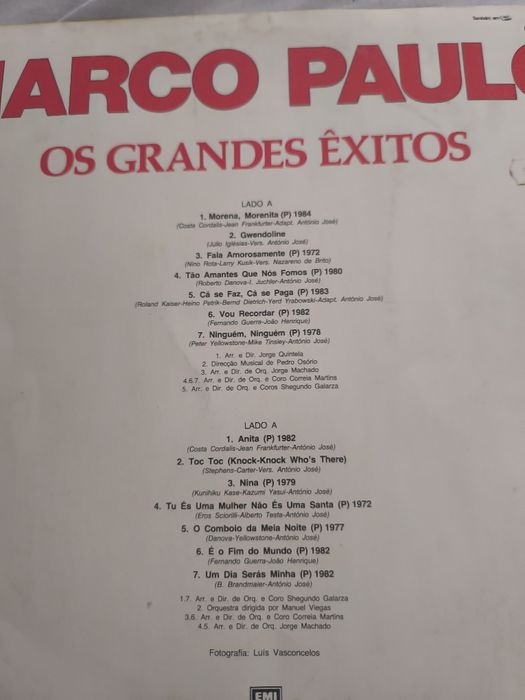 MARCO PAULO
OS GRANDES ÊXITOS
LADO A
1. Morena, Morenita (P) 1984
(Costa Cordalis-Jean Frankfurter-Adapt. António José)
2. Gwendoline
(Julio Iglésias-Vers. António José)
3. Fala Amorosamente (P) 1972
(Nino Rota-Larry Kusik-Vers. Nazareno de Brito)
4. Tão Amantes Que Nós Fomos (P) 1980
(Roberto Danova-I. Juchler-António José)
5. Cá se Faz, Cá se Paga (P) 1983
(Roland Kaiser-Heino Petrik-Bernd Dietrich-Yerd Yrabowski-Adapt. António José)
6. Vou Recordar (P) 1982
(Fernando Guerra-João Henrique)
7. Ninguém, Ninguém (P) 1978
(Peter Yellowstone-Mike Tinsley-António José)
1. Arr. e Dir. Jorge Quintela
2. Direcção Musical de Pedro Osório
3. Arr. e Dir. de Orq. Jorge Machado
4.6.7. Arr. e Dir. de Orq. e Coro Correia Martins
5. Arr. e Dir. de Orq. e Coros Shegundo Galarza
LADO A
1. Anita (P) 1982
(Costa Cordalis-Jean Frankfurter-António José)
2. Toc Toc (Knock-Knock Who's There)
(Stephens-Carter-Vers. António José)
3. Nina (P) 1979
(Kunihiku Kase-Kazumi Yasui-António José)
4. Tu És Uma Mulher Não És Uma Santa (P) 1972
(Eros Sciorilli-Alberto Testa-António José)
5. O Comboio da Meia Noite (P) 1977
(Danova-Yellowstone-António José)
6. É o Fim do Mundo (P) 1982
(Fernando Guerra-João Henrique)
7. Um Dia Serás Minha (P) 1982
(B. Brandmaier-António José)
1.7. Arr. e Dir. de Orq. e Coro Shegundo Galarza
2. Orquestra dirigida por Manuel Viegas
3.6. Arr. e Dir. de Orq. e Coro Correia Martins
4.5. Arr. e Dir. de Orq. Jorge Machado
Fotografia: Luis Vasconcelos
EMI